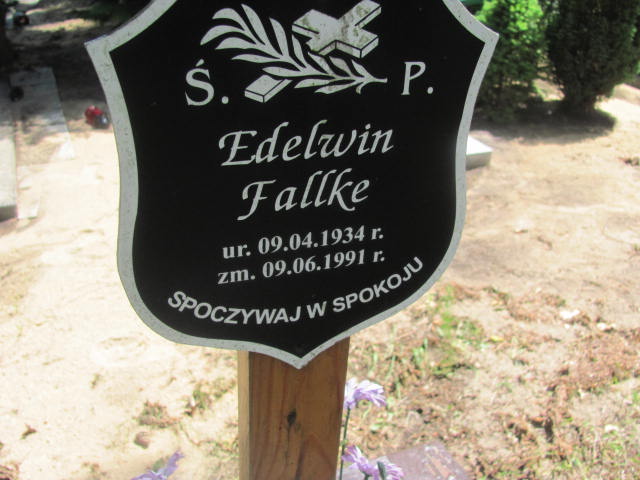 Ś. P.
Edelwin
Fallke
ur. 09.04.1934 r.
zm. 09.06.1991 r.
SPOCZYWAJ W SPOKOJU